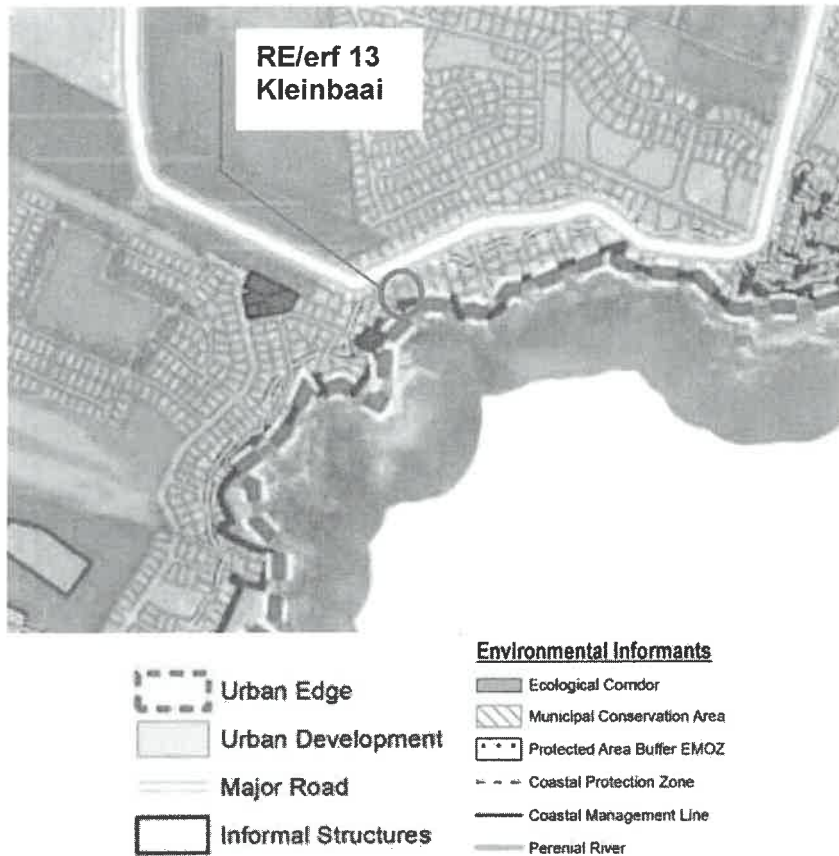 RE/erf 13
Kleinbaai
Urban Edge
Urban Development
Major Road
Informal Structures
Environmental Informants
Ecological Corridor
Municipal Conservation Area
Protected Area Buffer EMOZ
Coastal Protection Zone
Coastal Management Line
Perenial River